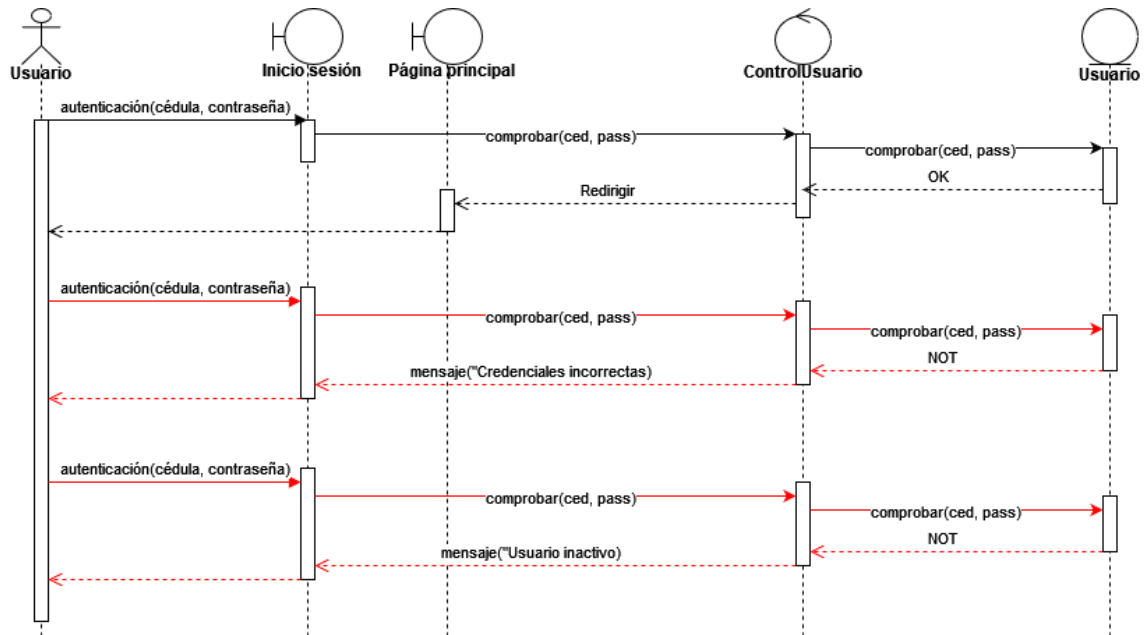 Usuario
Inicio sesión
Página principal
ControlUsuario
Usuario
autenticación(cédula, contraseña)
comprobar(ced, pass)
comprobar(ced, pass)
OK
Redirigir
autenticación(cédula, contraseña)
comprobar(ced, pass)
comprobar(ced, pass)
NOT
mensaje("Credenciales incorrectas)
autenticación(cédula, contraseña)
comprobar(ced, pass)
comprobar(ced, pass)
NOT
mensaje("Usuario inactivo)